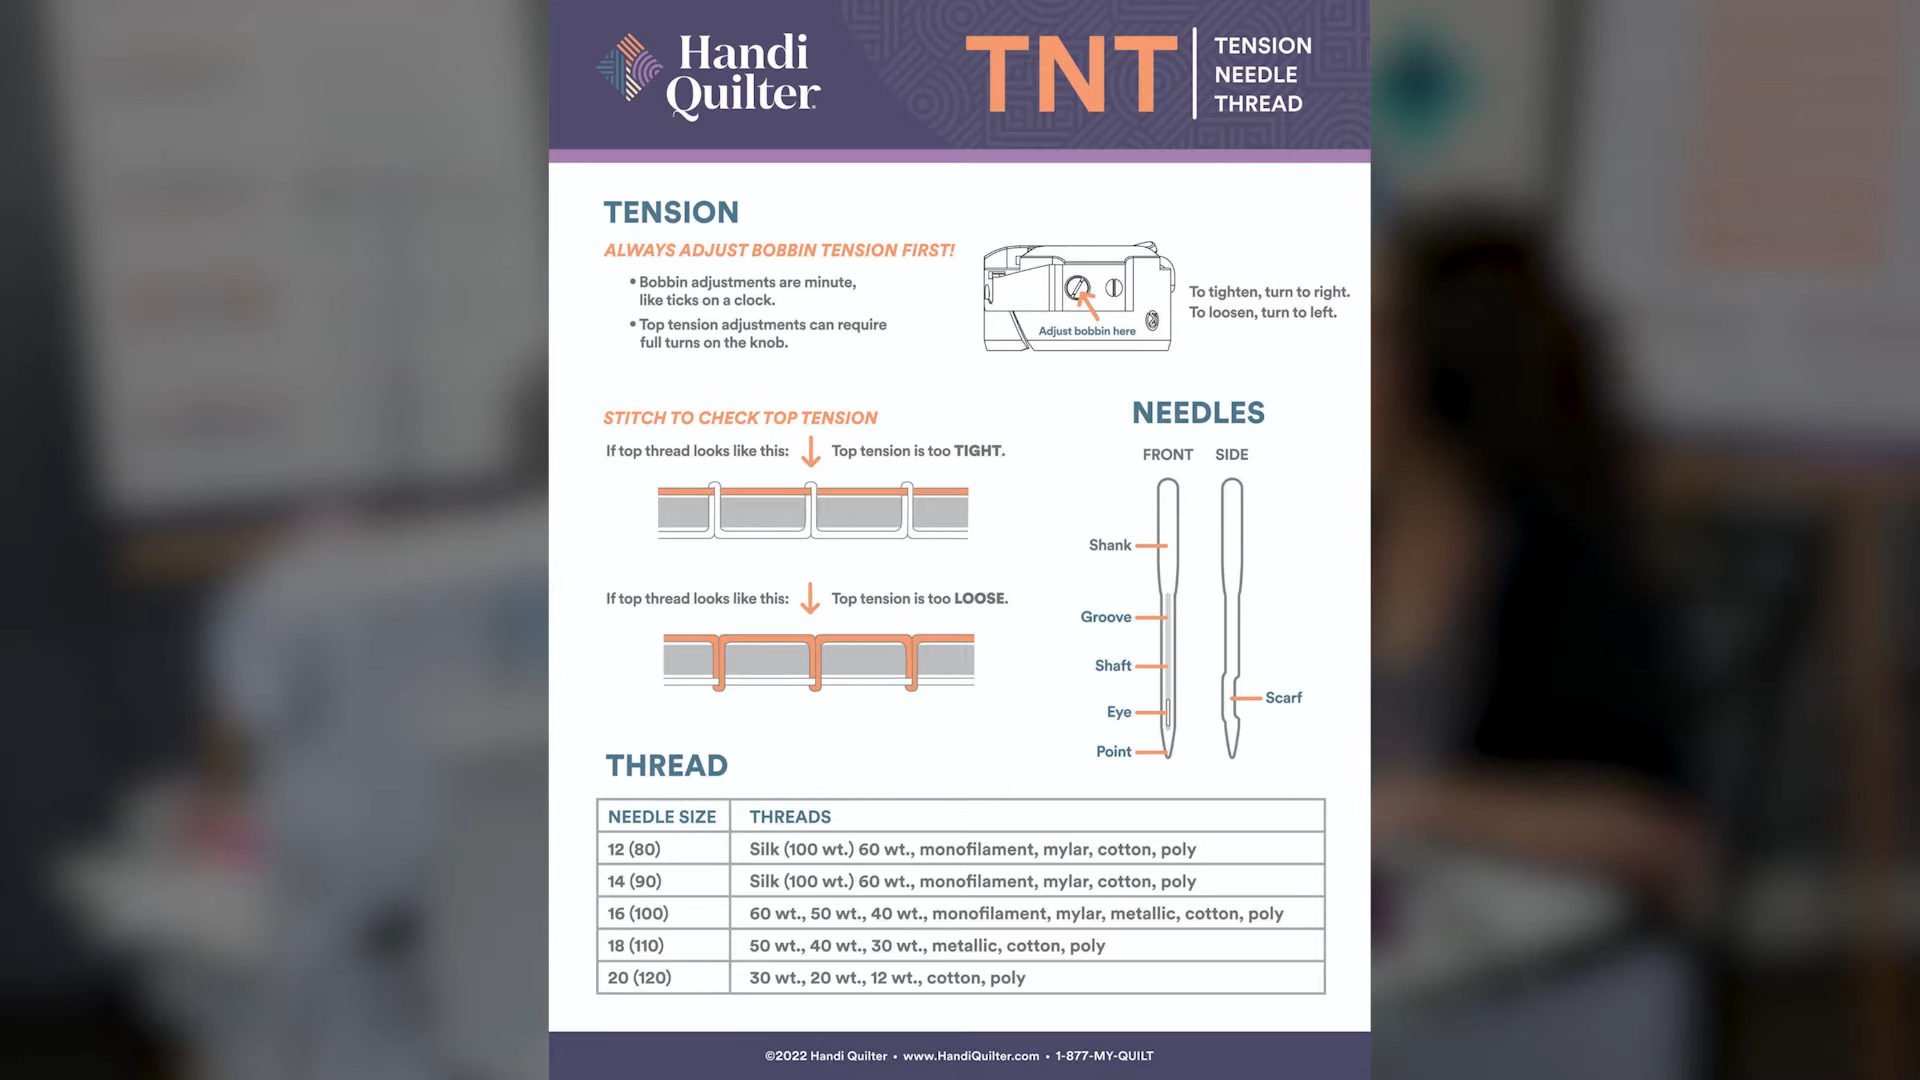 Handi
Quilter
TNT
TENSION
NEEDLE
THREAD
TENSION
ALWAYS ADJUST BOBBIN TENSION FIRST!
• Bobbin adjustments are minute,
like ticks on a clock.
• Top tension adjustments can require
full turns on the knob.
Adjust bobbin here
To tighten, turn to right.
To loosen, turn to left.
STITCH TO CHECK TOP TENSION
If top thread looks like this: Top tension is too TIGHT.
If top thread looks like this: Top tension is too LOOSE.
NEEDLES
FRONT SIDE
Shank
Groove
Shaft
Scarf
Eye
Point
THREAD
NEEDLE SIZE THREADS
12 (80) Silk (100 wt.) 60 wt., monofilament, mylar, cotton, poly
14 (90) Silk (100 wt.) 60 wt., monofilament, mylar, cotton, poly
16 (100) 60 wt., 50 wt., 40 wt., monofilament, mylar, metallic, cotton, poly
18 (110) 50 wt., 40 wt., 30 wt., metallic, cotton, poly
20 (120) 30 wt., 20 wt., 12 wt., cotton, poly
©2022 Handi Quilter • www.HandiQuilter.com • 1-877-MY-QUILT